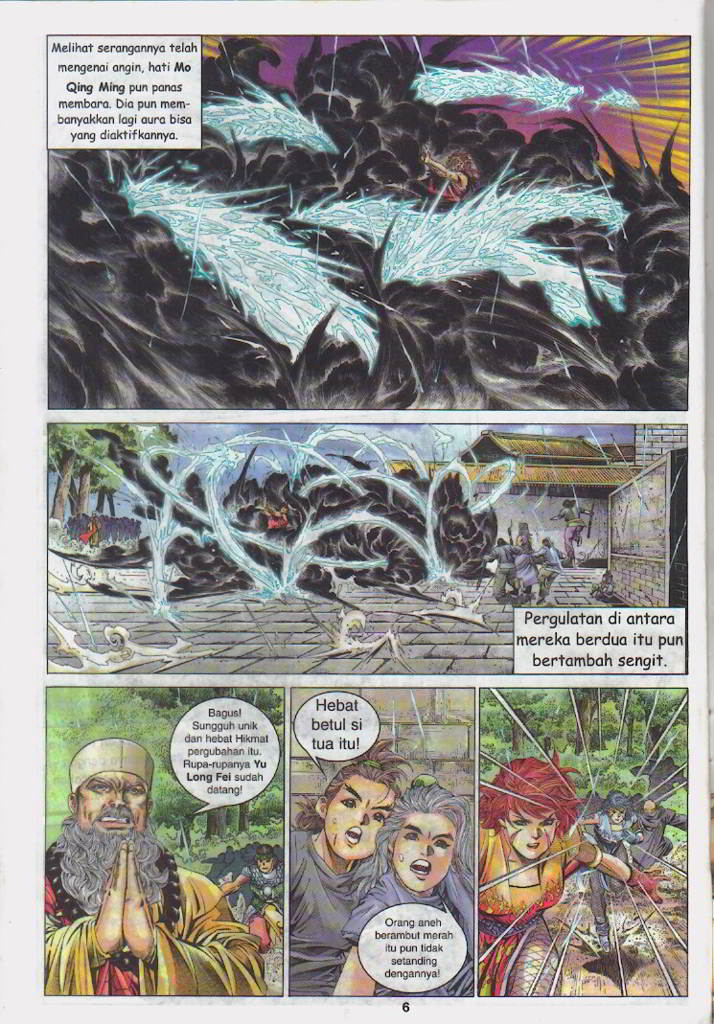 Melihat serangannya telah
mengenai angin, hati Mo
Qing Ming pun panas
membara. Dia pun mem-
banyakkan lagi aura bisa
yang diaktifkannya.
Pergulatan di antara
mereka berdua itu pun
bertambah sengit.
Bagus!
Sungguh unik
dan hebat Hikmat
pergubahan itu.
Rupa-rupanya Yu
Long Fei sudah
datang!
Hebat
betul si
tua itu!
Orang aneh
berambut merah
itu pun tidak
setanding
dengannya!
6